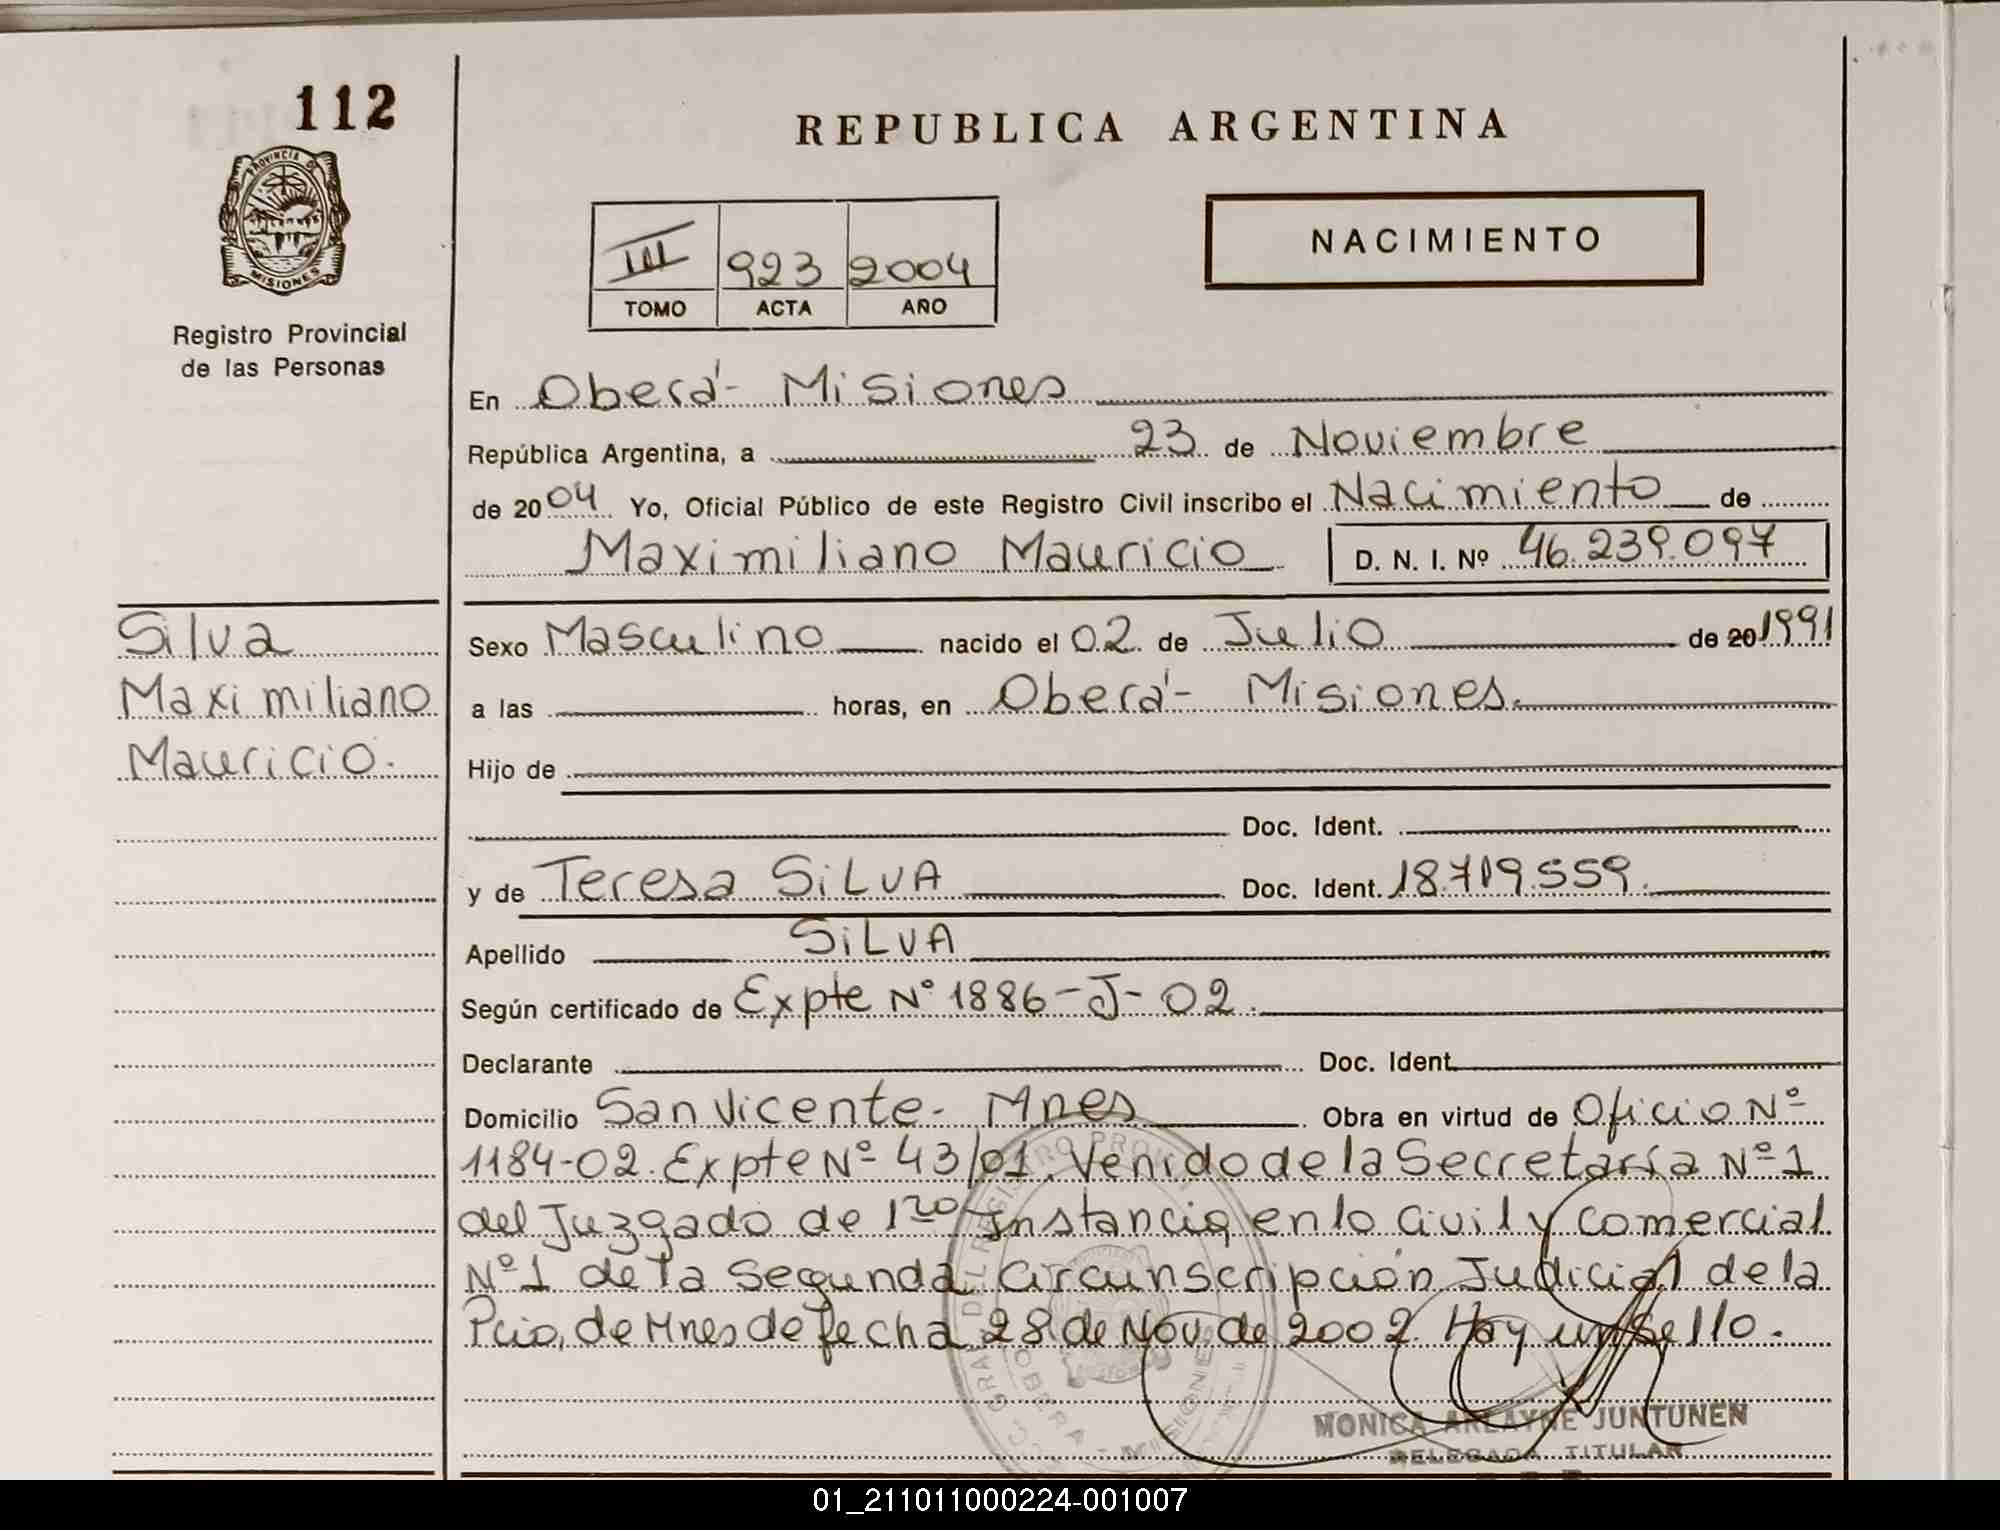 112
REPUBLICA ARGENTINA
PROVINCIA DE
MISIONES
NACIMIENTO
III 923 2004
TOMO ACTA AÑO
Registro Provincial
de las Personas
En Oberá - Misiones
República Argentina, a 23 de Noviembre
de 2004 Yo, Oficial Público de este Registro Civil inscribo el Nacimiento de
Maximiliano Mauricio D. N. I. Nº 46.239.097
Silva
Maximiliano
Mauricio.
Sexo Masculino nacido el 02 de Julio de 20 1991
a las horas, en Oberá - Misiones.
Hijo de
Doc. Ident.
y de Teresa SiLVA Doc. Ident. 18.719.559.
Apellido SiLVA
Según certificado de Expte Nº 1886-J-02.
Declarante Doc. Ident.
Domicilio San Vicente - Mnes Obra en virtud de Oficio Nº
1184-02. Expte Nº 43/01. Venido de la Secretaría Nº 1
del Juzgado de 1ra Instancia en lo Civil y Comercial
Nº 1 de la Segunda Circunscripción Judicial de la
Pcia, de Mnes de fecha 28 de Nov de 2002. Hay un Sello.
MONICA ARLAYNE JUNTUNEN
DELEGADA TITULAR
01_211011000224-001007